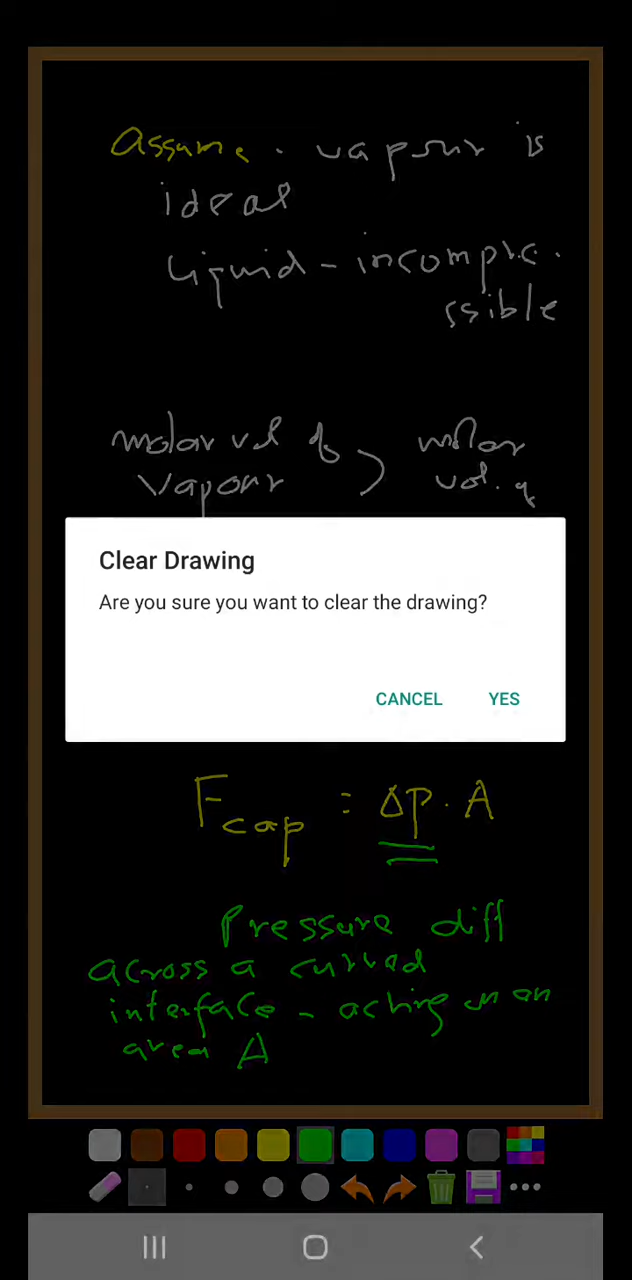 Assume. vapour is
ideal
Liquid - incompre.
ssible
molar vol of > molar
vapour vol. of
Clear Drawing
Are you sure you want to clear the drawing?
CANCEL YES
Fcap = Δp. A
Pressure diff
across a curved
interface - acting on an
area A